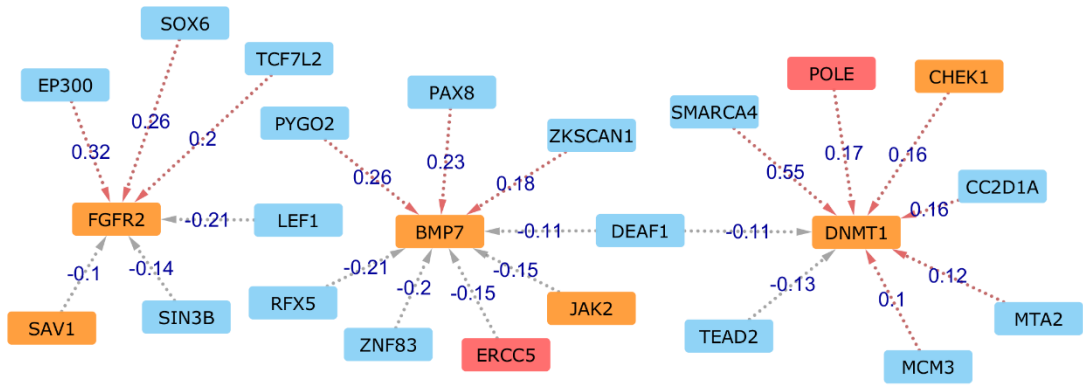 SOX6
TCF7L2
EP300
POLE
CHEK1
PAX8
SMARCA4
PYGO2
ZKSCAN1
0.26
0.2
0.32
0.23
0.17
0.16
0.26
0.18
0.55
CC2D1A
0.16
FGFR2
-0.21
LEF1
BMP7
-0.11
DEAF1
-0.11
DNMT1
-0.1
-0.14
-0.21
-0.2
-0.15
-0.15
-0.13
0.1
0.12
SAV1
SIN3B
RFX5
ZNF83
ERCC5
JAK2
TEAD2
MCM3
MTA2